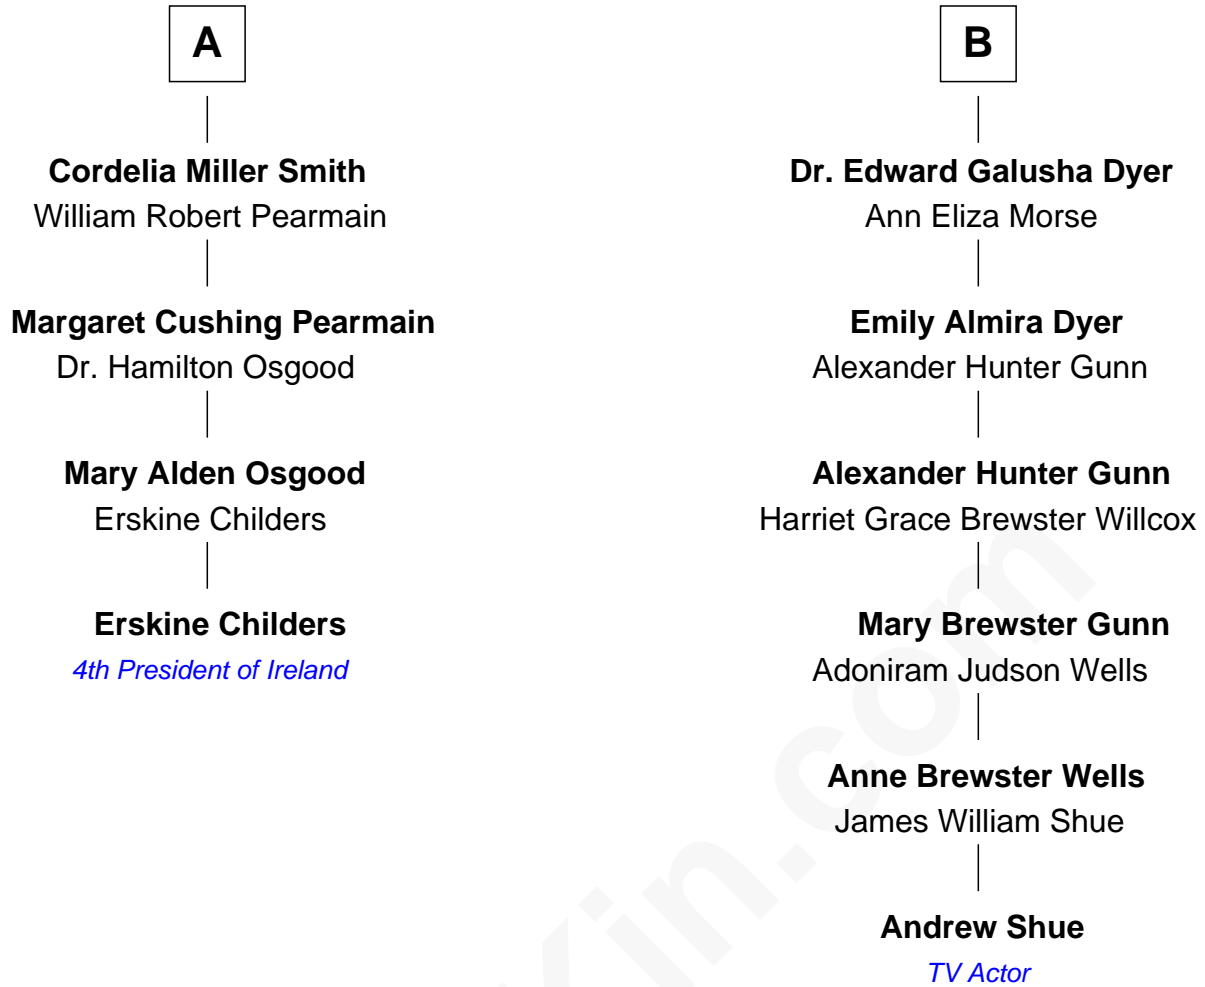 A
Cordelia Miller Smith
William Robert Pearmain
Margaret Cushing Pearmain
Dr. Hamilton Osgood
Mary Alden Osgood
Erskine Childers
Erskine Childers
4th President of Ireland
B
Dr. Edward Galusha Dyer
Ann Eliza Morse
Emily Almira Dyer
Alexander Hunter Gunn
Alexander Hunter Gunn
Harriet Grace Brewster Willcox
Mary Brewster Gunn
Adoniram Judson Wells
Anne Brewster Wells
James William Shue
Andrew Shue
TV Actor
Kin.com